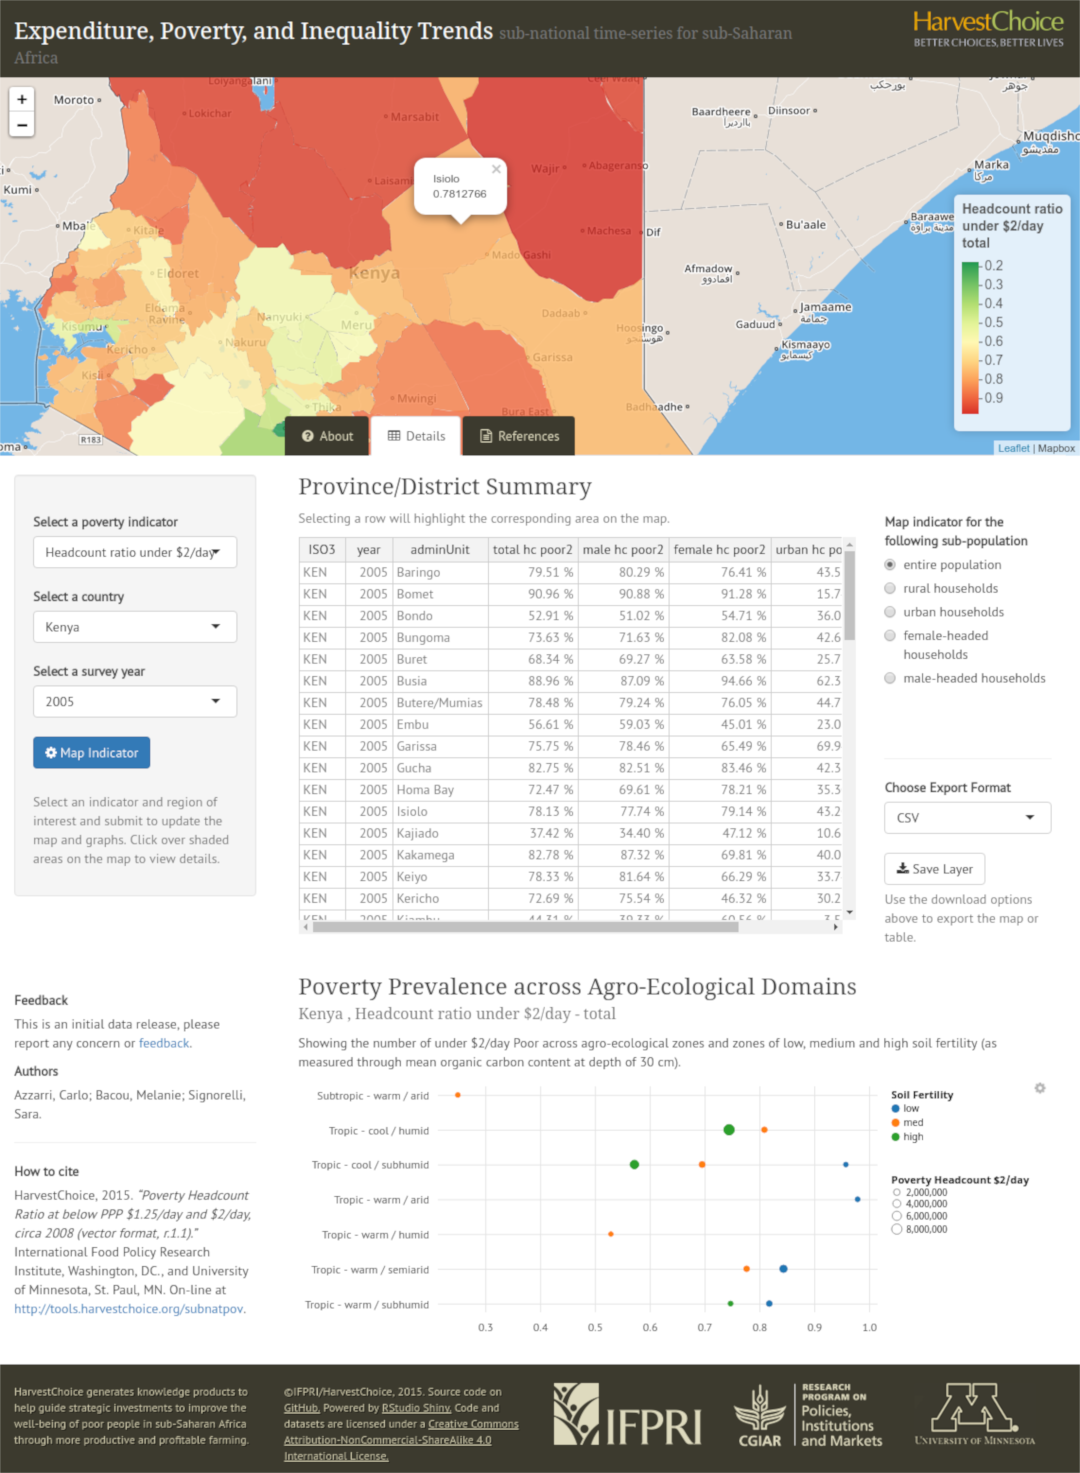 Expenditure, Poverty, and Inequality Trends sub-national time-series for sub-Saharan
Africa
HarvestChoice
BETTER CHOICES, BETTER LIVES
+
−
Moroto
Loiyangalani
Lokichar
Marsabit
Laisamis
Wajir
Abageranso
Kumi
Mbale
Kitale
Machesa
Dif
Mado Gashi
Kenya
Eldoret
Eldama
Ravine
Nanyuki
Meru
Kisumu
Nakuru
Kericho
Kisii
Dadaab
Hoosingo
هوسينجو
Garissa
Thika
Mwingi
Bura East
Badhaadhe
R183
Baardheere
بارديرا
Diinsoor
بورحكب
جوهر
Muqdisho
مقديشو
Marka
مركا
Bu'aale
Baraawe
مدينة براوة
Afmadow
افمادوو
Jamaame
جمامة
Gaduud
Kismaayo
كيسمايو
Isiolo
0.7812766
×
Headcount ratio
under $2/day
total
0.2
0.3
0.4
0.5
0.6
0.7
0.8
0.9
Leaflet | Mapbox
About
Details
References
Select a poverty indicator
Headcount ratio under $2/day
Select a country
Kenya
Select a survey year
2005
Map Indicator
Select an indicator and region of
interest and submit to update the
map and graphs. Click over shaded
areas on the map to view details.
Province/District Summary
Selecting a row will highlight the corresponding area on the map.
ISO3 year adminUnit total hc poor2 male hc poor2 female hc poor2 urban hc po
KEN 2005 Baringo 79.51 % 80.29 % 76.41 % 43.5
KEN 2005 Bomet 90.96 % 90.88 % 91.28 % 15.7
KEN 2005 Bondo 52.91 % 51.02 % 54.71 % 36.0
KEN 2005 Bungoma 73.63 % 71.63 % 82.08 % 42.6
KEN 2005 Buret 68.34 % 69.27 % 63.58 % 25.7
KEN 2005 Busia 88.96 % 87.09 % 94.66 % 62.3
KEN 2005 Butere/Mumias 78.48 % 79.24 % 76.05 % 44.7
KEN 2005 Embu 56.61 % 59.03 % 45.01 % 23.0
KEN 2005 Garissa 75.75 % 78.46 % 65.49 % 69.9
KEN 2005 Gucha 82.75 % 82.51 % 83.46 % 42.3
KEN 2005 Homa Bay 72.47 % 69.61 % 78.21 % 35.3
KEN 2005 Isiolo 78.13 % 77.74 % 79.14 % 43.2
KEN 2005 Kajiado 37.42 % 34.40 % 47.12 % 10.6
KEN 2005 Kakamega 82.78 % 87.32 % 69.81 % 40.0
KEN 2005 Keiyo 78.33 % 81.64 % 66.29 % 33.7
KEN 2005 Kericho 72.69 % 75.54 % 46.32 % 30.2
KEN 2005 Kiambu 44.31 % 39.33 % 60.56 %
Map indicator for the
following sub-population
entire population
rural households
urban households
female-headed
households
male-headed households
Choose Export Format
CSV
Save Layer
Use the download options
above to export the map or
table.
Feedback
This is an initial data release, please
report any concern or feedback.
Authors
Azzarri, Carlo; Bacou, Melanie; Signorelli,
Sara.
How to cite
HarvestChoice, 2015. "Poverty Headcount
Ratio at below PPP $1.25/day and $2/day,
circa 2008 (vector format, r.1.1)."
International Food Policy Research
Institute, Washington, DC., and University
of Minnesota, St. Paul, MN. On-line at
http://tools.harvestchoice.org/subnatpov.
Poverty Prevalence across Agro-Ecological Domains
Kenya , Headcount ratio under $2/day - total
Showing the number of under $2/day Poor across agro-ecological zones and zones of low, medium and high soil fertility (as
measured through mean organic carbon content at depth of 30 cm).
Subtropic - warm / arid
Tropic - cool / humid
Tropic - cool / subhumid
Tropic - warm / arid
Tropic - warm / humid
Tropic - warm / semiarid
Tropic - warm / subhumid
0.3 0.4 0.5 0.6 0.7 0.8 0.9 1.0
Soil Fertility
low
med
high
Poverty Headcount $2/day
2,000,000
4,000,000
6,000,000
8,000,000
HarvestChoice generates knowledge products to
help guide strategic investments to improve the
well-being of poor people in sub-Saharan Africa
through more productive and profitable farming.
©IFPRI/HarvestChoice, 2015. Source code on
GitHub. Powered by RStudio Shiny. Code and
datasets are licensed under a Creative Commons
Attribution-NonCommercial-ShareAlike 4.0
International License.
IFPRI
CGIAR
RESEARCH
PROGRAM ON
Policies,
Institutions
and Markets
UNIVERSITY OF MINNESOTA